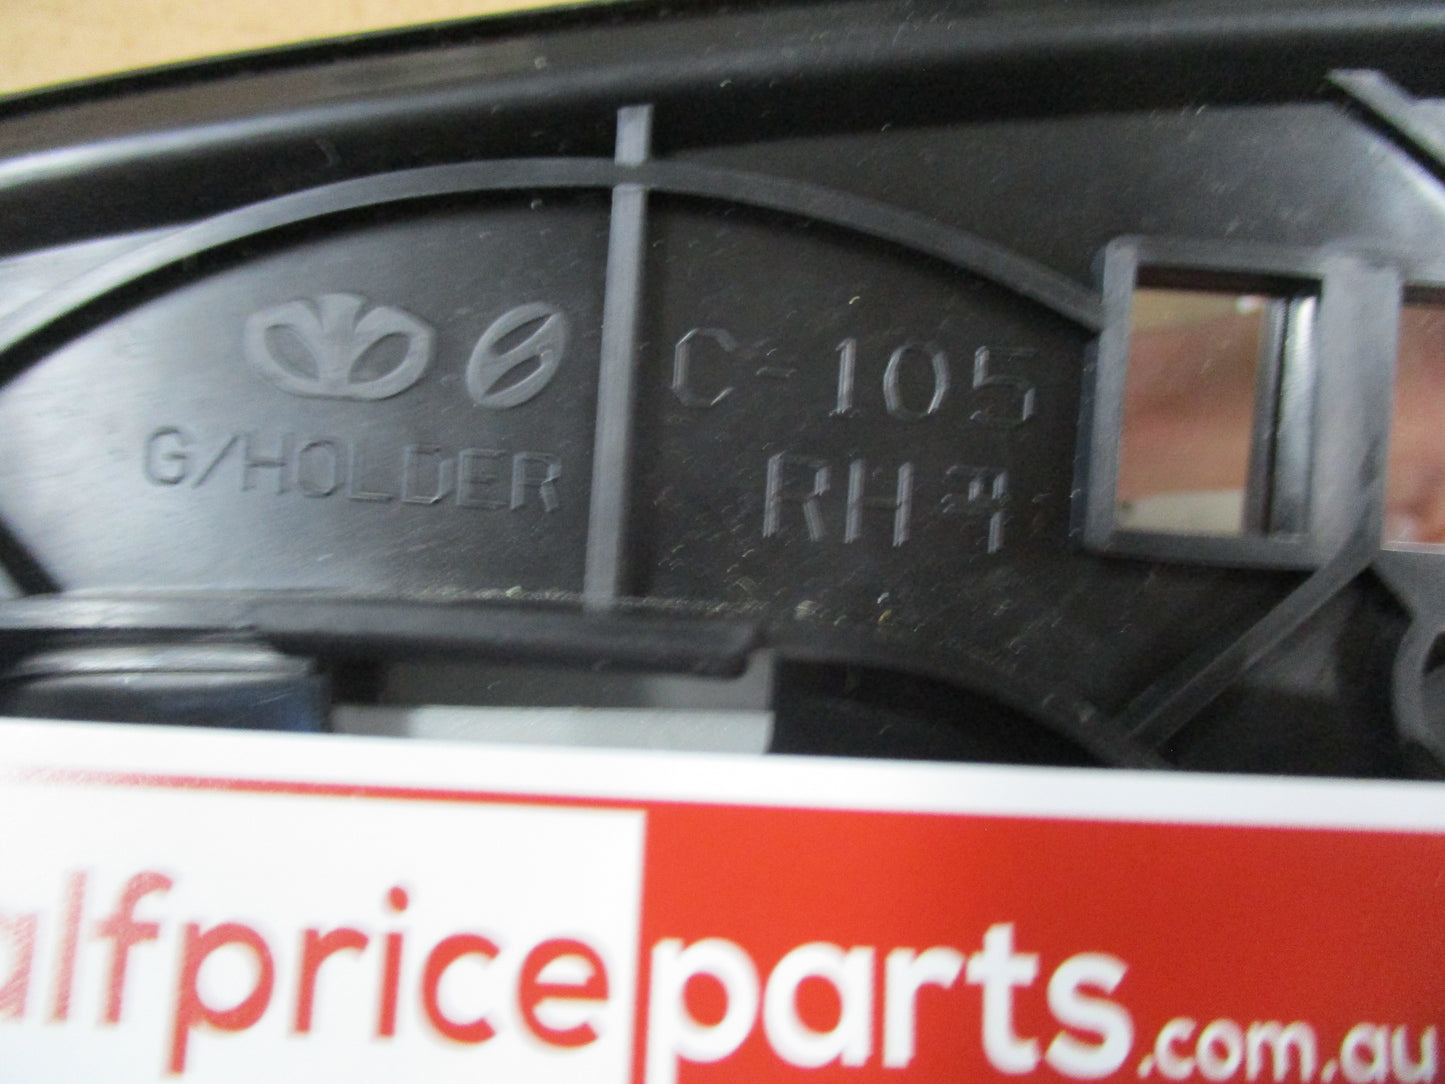 C-105
G/HOLDER
RH
alfpriceparts.com.au